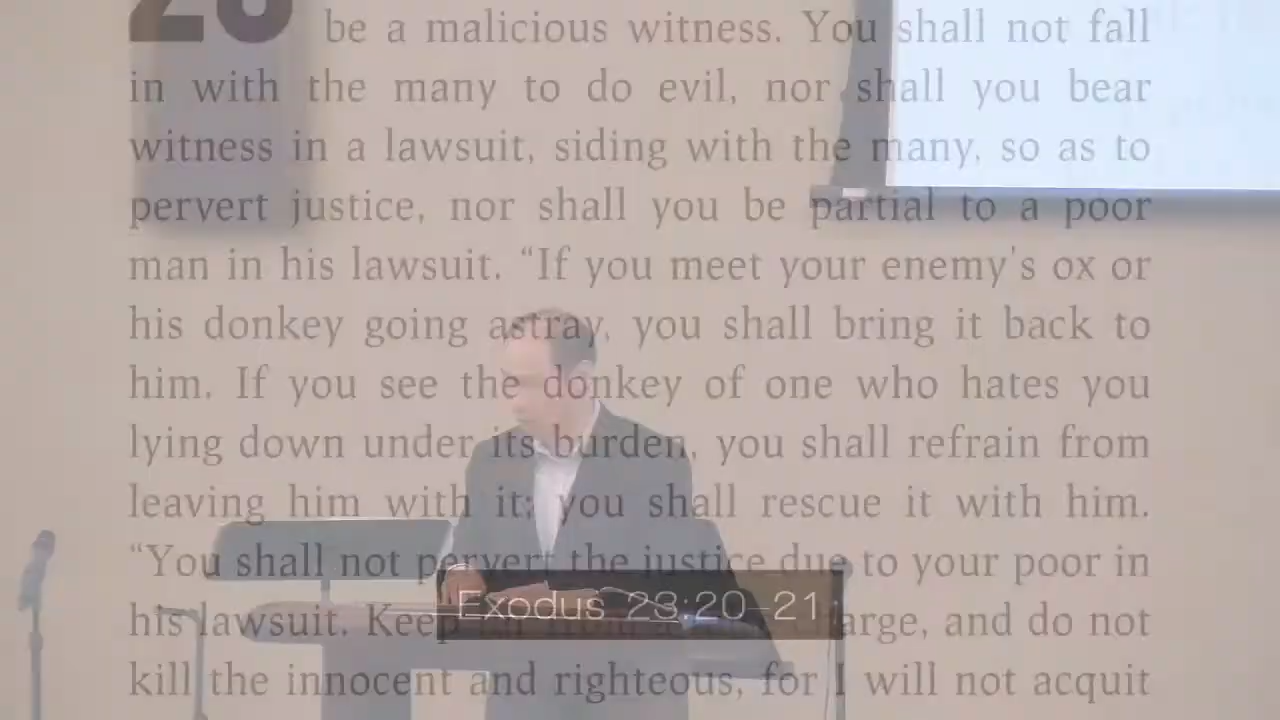 23 be a malicious witness. You shall not fall
in with the many to do evil, nor shall you bear
witness in a lawsuit, siding with the many, so as to
pervert justice, nor shall you be partial to a poor
man in his lawsuit. “If you meet your enemy's ox or
his donkey going astray, you shall bring it back to
him. If you see the donkey of one who hates you
lying down under its burden, you shall refrain from
leaving him with it; you shall rescue it with him.
“You shall not pervert the justice due to your poor in
his lawsuit. Keep arge, and do not
Exodus 23:20–21
kill the innocent and righteous, for I will not acquit